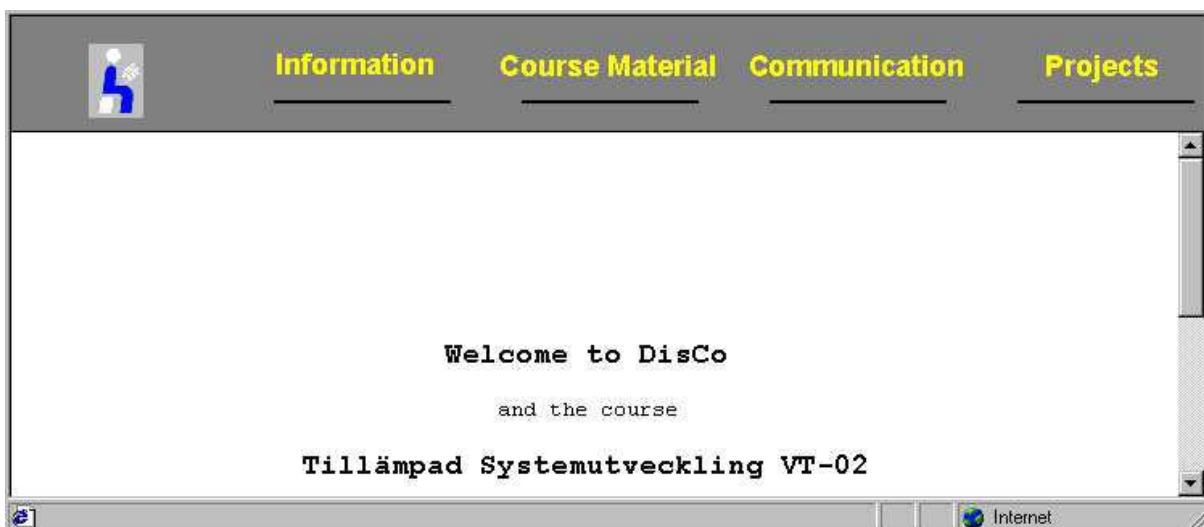 Information Course Material Communication Projects
Welcome to DisCo
and the course
Tillämpad Systemutveckling VT-02
Internet